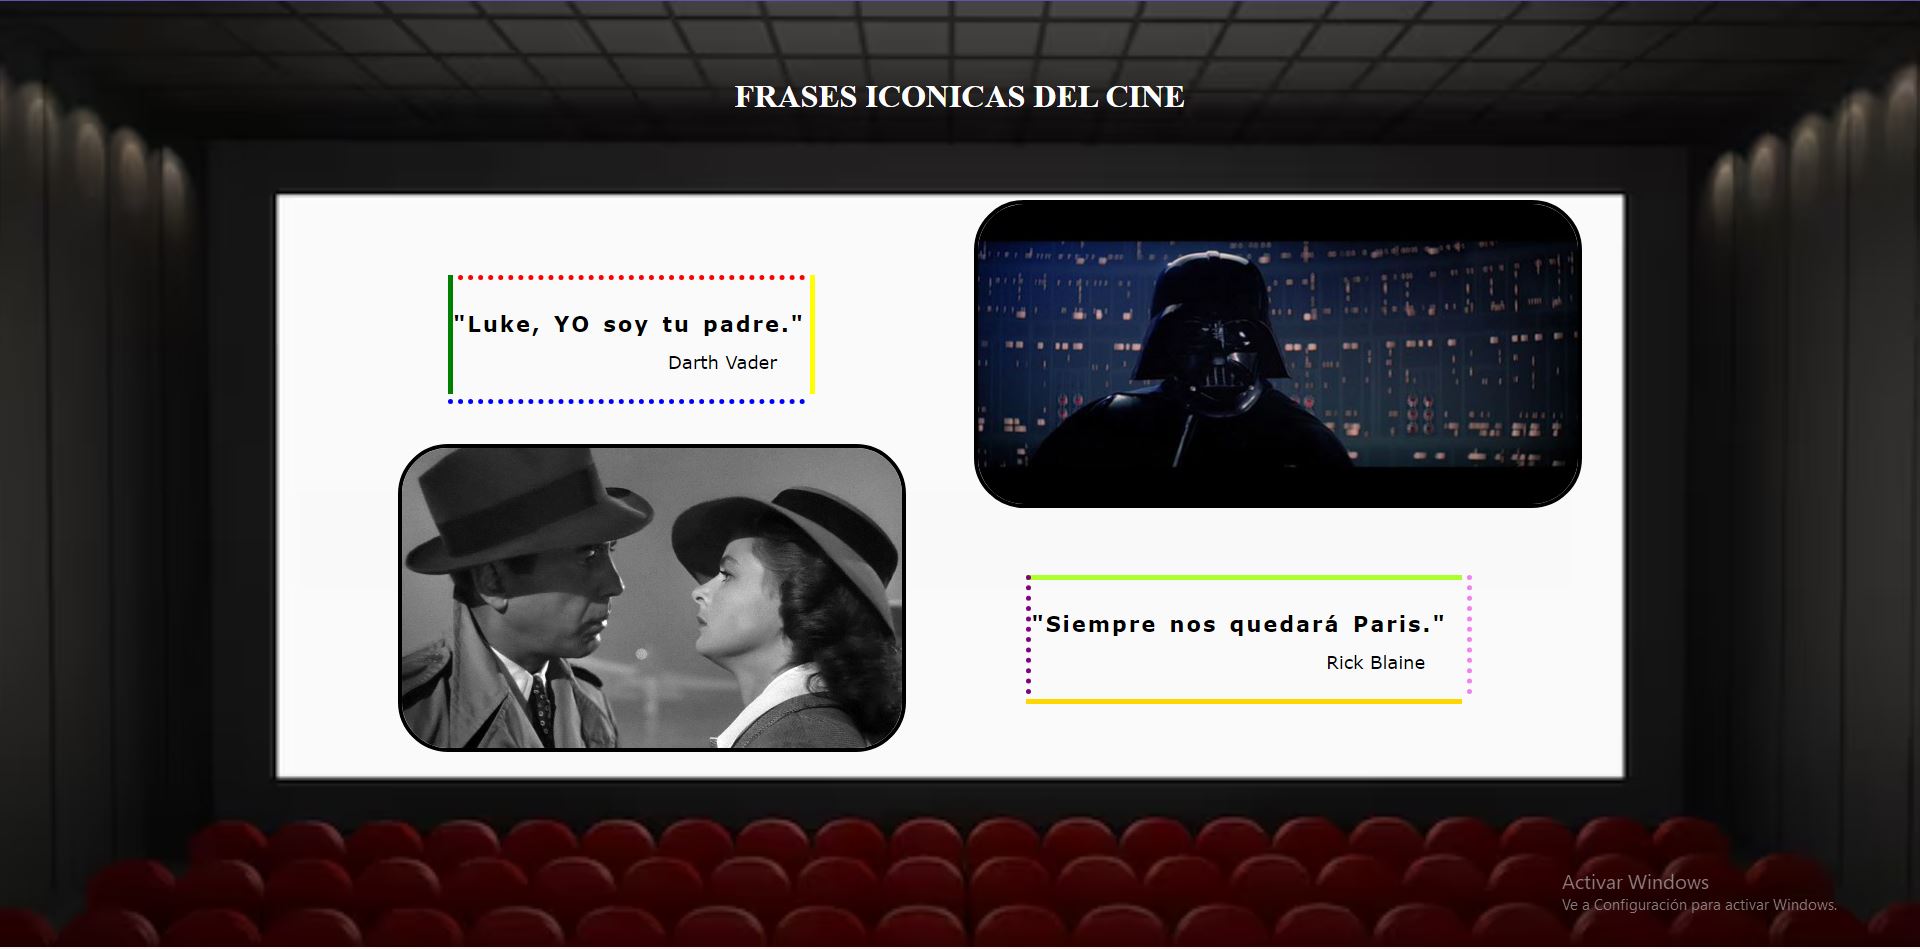 FRASES ICONICAS DEL CINE
"Luke, YO soy tu padre."
Darth Vader
"Siempre nos quedará Paris."
Rick Blaine
Activar Windows
Ve a Configuración para activar Windows.